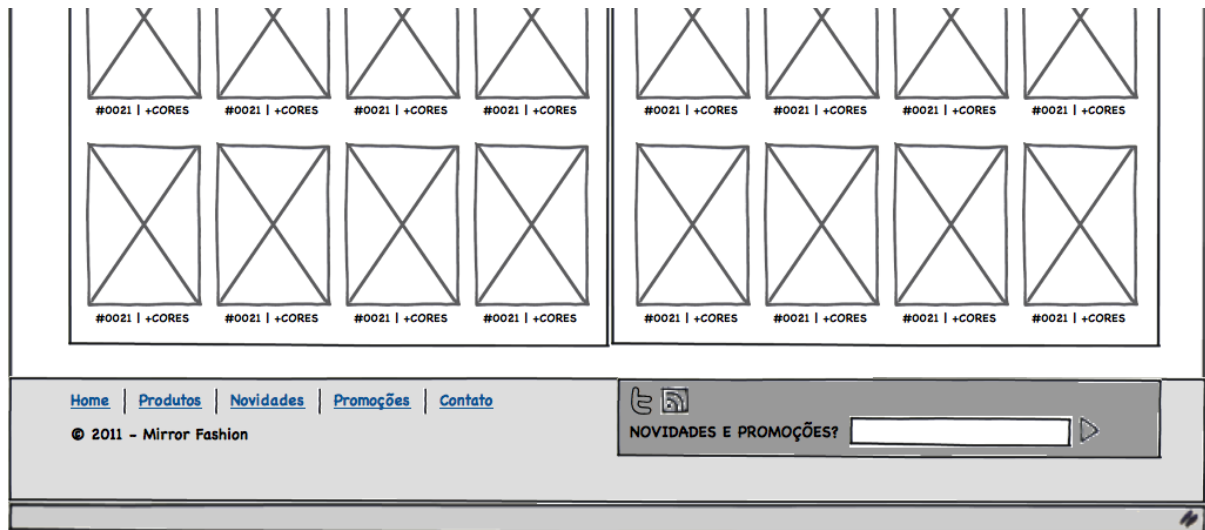 #0021 | +CORES #0021 | +CORES #0021 | +CORES #0021 | +CORES #0021 | +CORES #0021 | +CORES #0021 | +CORES #0021 | +CORES
#0021 | +CORES #0021 | +CORES #0021 | +CORES #0021 | +CORES #0021 | +CORES #0021 | +CORES #0021 | +CORES #0021 | +CORES
Home | Produtos | Novidades | Promoções | Contato
© 2011 - Mirror Fashion
NOVIDADES E PROMOÇÕES?